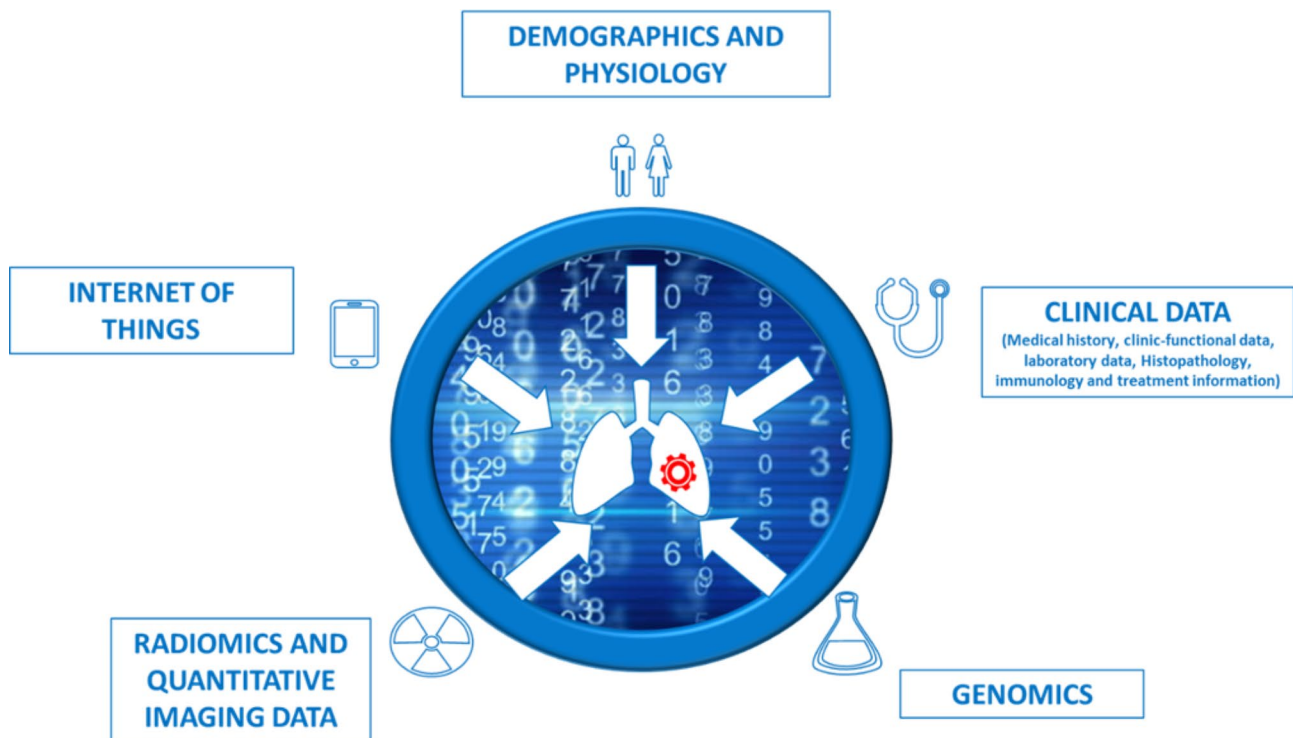 DEMOGRAPHICS AND
PHYSIOLOGY
INTERNET OF
THINGS
CLINICAL DATA
(Medical history, clinic-functional data,
laboratory data, Histopathology,
immunology and treatment information)
RADIOMICS AND
QUANTITATIVE
IMAGING DATA
GENOMICS